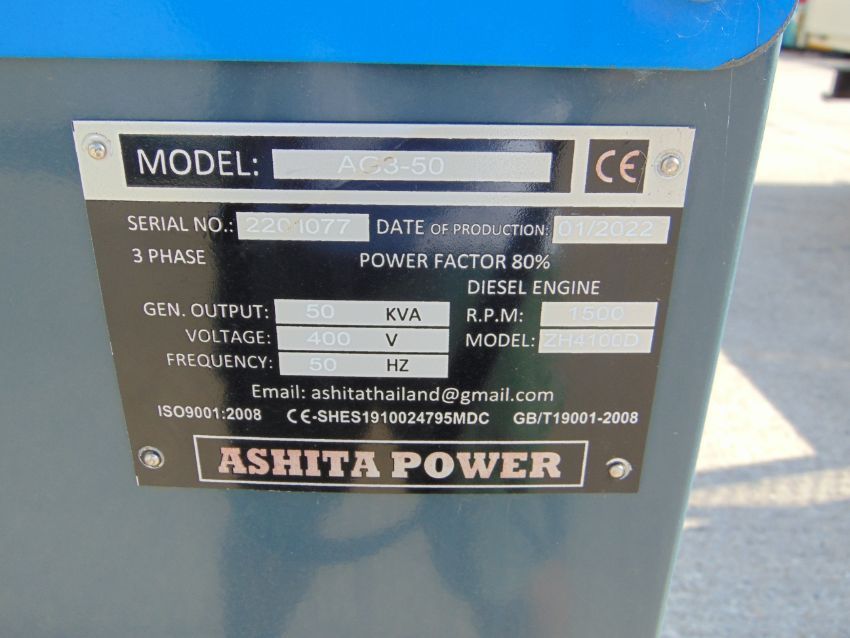 MODEL: AG3-50 CE
SERIAL NO.: 2201077 DATE OF PRODUCTION: 01/2022
3 PHASE POWER FACTOR 80%
DIESEL ENGINE
GEN. OUTPUT: 50 KVA R.P.M: 1500
VOLTAGE: 400 V MODEL: ZH4100D
FREQUENCY: 50 HZ
Email: ashitathailand@gmail.com
ISO9001:2008 CE-SHES1910024795MDC GB/T19001-2008
ASHITA POWER